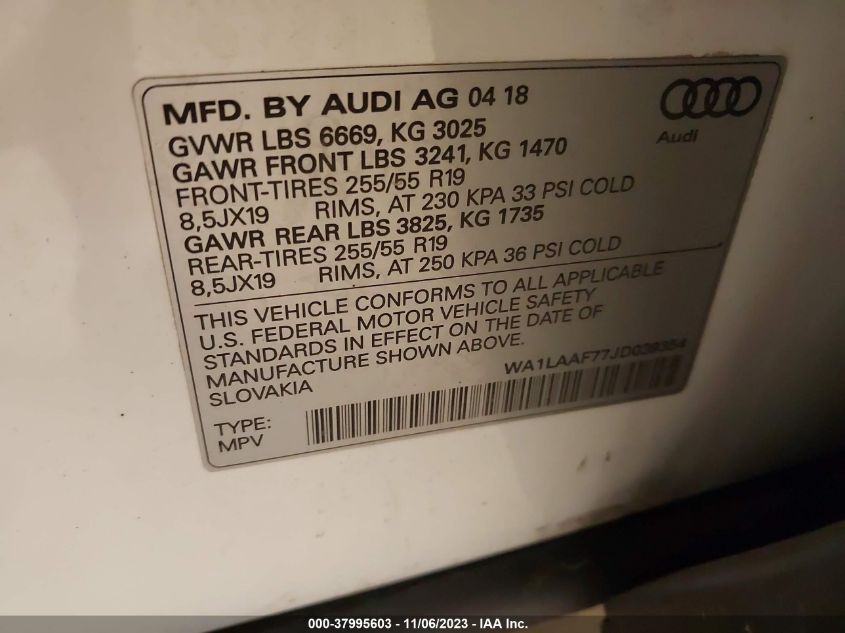 MFD. BY AUDI AG 04 18
Audi
GVWR LBS 6669, KG 3025
GAWR FRONT LBS 3241, KG 1470
FRONT-TIRES 255/55 R19
8,5JX19 RIMS, AT 230 KPA 33 PSI COLD
GAWR REAR LBS 3825, KG 1735
REAR-TIRES 255/55 R19
8,5JX19 RIMS, AT 250 KPA 36 PSI COLD
THIS VEHICLE CONFORMS TO ALL APPLICABLE
U.S. FEDERAL MOTOR VEHICLE SAFETY
STANDARDS IN EFFECT ON THE DATE OF
MANUFACTURE SHOWN ABOVE.
SLOVAKIA
WA1LAAF77JD039354
TYPE:
MPV
000-37995603 - 11/06/2023 - IAA Inc.